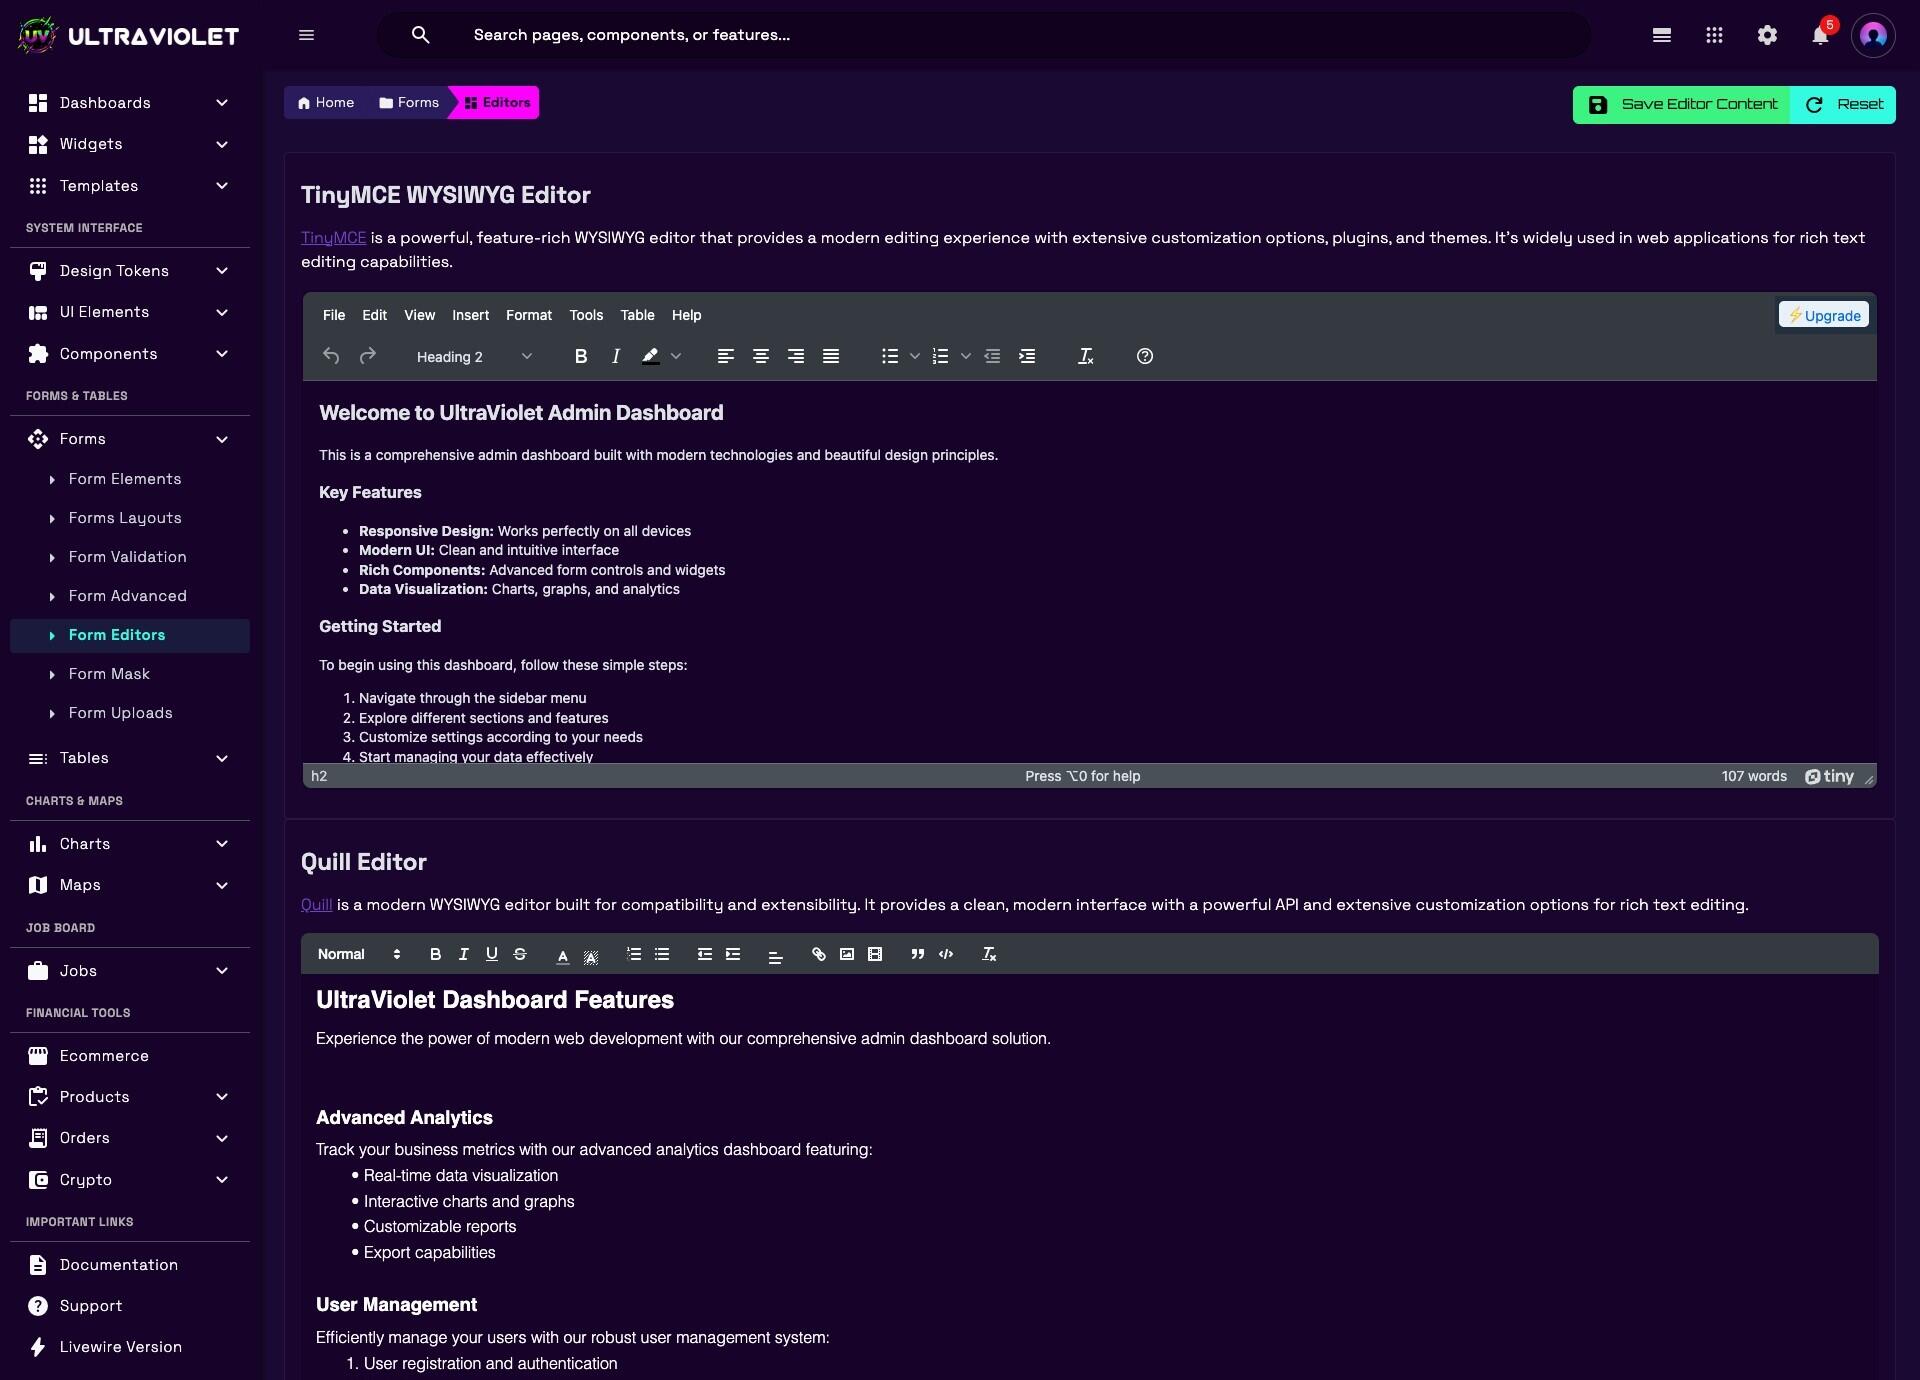 ULTRAVIOLET
Search pages, components, or features...
5
Dashboards
Widgets
Templates
SYSTEM INTERFACE
Design Tokens
UI Elements
Components
FORMS & TABLES
Forms
Form Elements
Forms Layouts
Form Validation
Form Advanced
Form Editors
Form Mask
Form Uploads
Tables
CHARTS & MAPS
Charts
Maps
JOB BOARD
Jobs
FINANCIAL TOOLS
Ecommerce
Products
Orders
Crypto
IMPORTANT LINKS
Documentation
Support
Livewire Version
Home Forms Editors
Save Editor Content Reset
TinyMCE WYSIWYG Editor
TinyMCE is a powerful, feature-rich WYSIWYG editor that provides a modern editing experience with extensive customization options, plugins, and themes. It's widely used in web applications for rich text
editing capabilities.
File Edit View Insert Format Tools Table Help
⚡Upgrade
Heading 2
Welcome to UltraViolet Admin Dashboard
This is a comprehensive admin dashboard built with modern technologies and beautiful design principles.
Key Features
• Responsive Design: Works perfectly on all devices
• Modern UI: Clean and intuitive interface
• Rich Components: Advanced form controls and widgets
• Data Visualization: Charts, graphs, and analytics
Getting Started
To begin using this dashboard, follow these simple steps:
1. Navigate through the sidebar menu
2. Explore different sections and features
3. Customize settings according to your needs
4. Start managing your data effectively
h2 Press ⌥0 for help 107 words tiny
Quill Editor
Quill is a modern WYSIWYG editor built for compatibility and extensibility. It provides a clean, modern interface with a powerful API and extensive customization options for rich text editing.
Normal
UltraViolet Dashboard Features
Experience the power of modern web development with our comprehensive admin dashboard solution.
Advanced Analytics
Track your business metrics with our advanced analytics dashboard featuring:
• Real-time data visualization
• Interactive charts and graphs
• Customizable reports
• Export capabilities
User Management
Efficiently manage your users with our robust user management system:
1. User registration and authentication